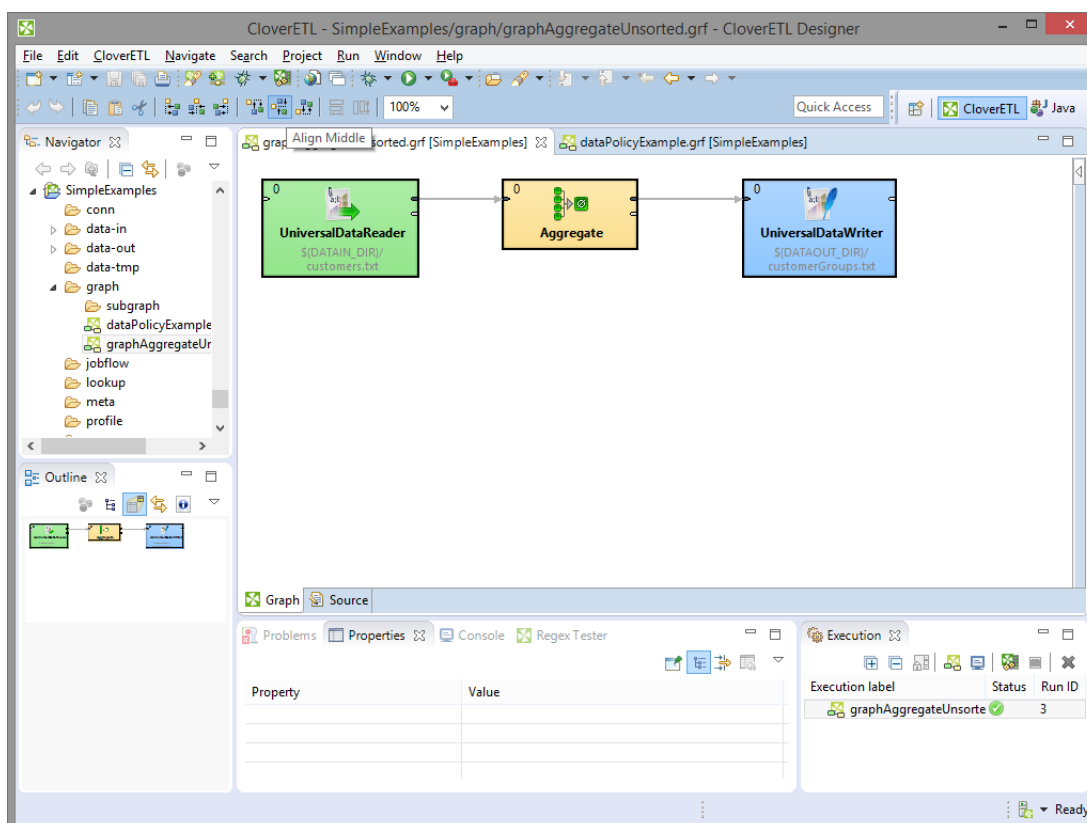 CloverETL - SimpleExamples/graph/graphAggregateUnsorted.grf - CloverETL Designer
File Edit CloverETL Navigate Search Project Run Window Help
100%
Quick Access
CloverETL
Java
Navigator
grap
Align Middle
sorted.grf [SimpleExamples]
dataPolicyExample.grf [SimpleExamples]
SimpleExamples
conn
data-in
data-out
data-tmp
graph
subgraph
dataPolicyExample
graphAggregateUr
jobflow
lookup
meta
profile
0
UniversalDataReader
$(DATAIN_DIR)/
customers.txt
0
Aggregate
0
UniversalDataWriter
$(DATAOUT_DIR)/
customerGroups.txt
Outline
Graph Source
Problems Properties Console Regex Tester
Property Value
Execution
Execution label Status Run ID
graphAggregateUnsorte 3
Ready